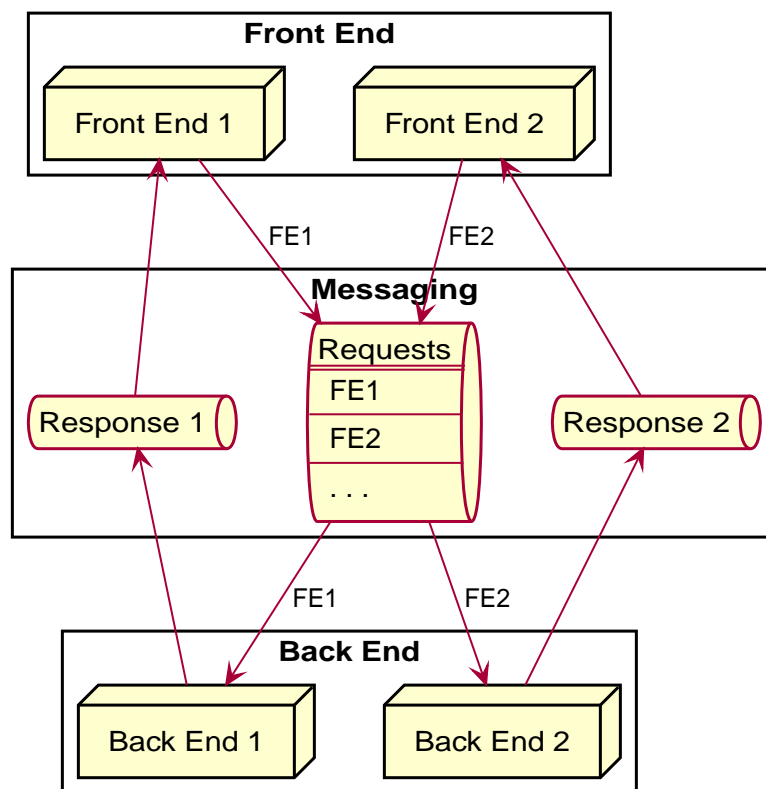 Front End
Front End 1
Front End 2
FE1
FE2
Messaging
Requests
FE1
FE2
. . .
Response 1
Response 2
FE1
FE2
Back End
Back End 1
Back End 2